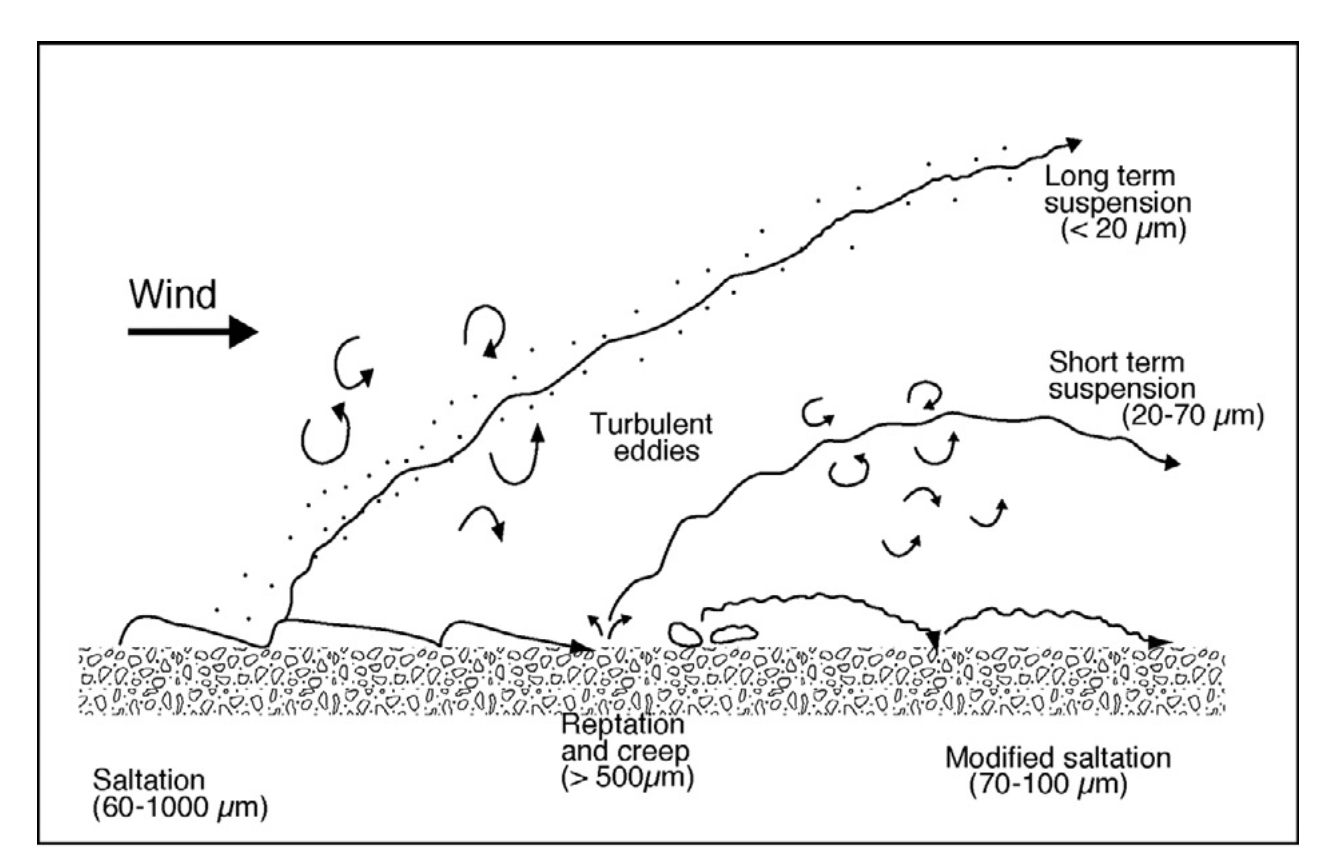 Long term
suspension
(< 20 µm)
Wind
Short term
suspension
(20-70 µm)
Turbulent
eddies
Reptation
and creep
(> 500µm)
Modified saltation
(70-100 µm)
Saltation
(60-1000 µm)